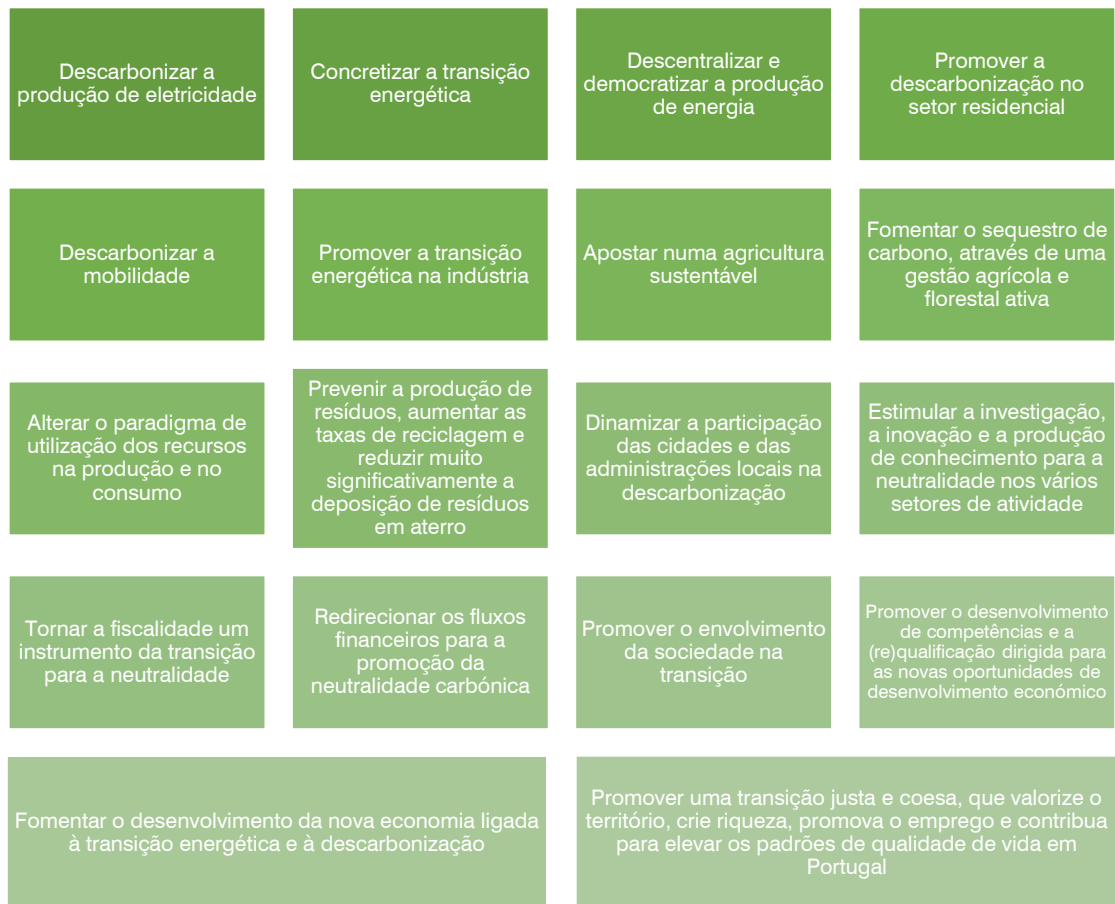 Descarbonizar a
produção de eletricidade
Concretizar a transição
energética
Descentralizar e
democratizar a produção
de energia
Promover a
descarbonização no
setor residencial
Descarbonizar a
mobilidade
Promover a transição
energética na indústria
Apostar numa agricultura
sustentável
Fomentar o sequestro de
carbono, através de uma
gestão agrícola e
florestal ativa
Alterar o paradigma de
utilização dos recursos
na produção e no
consumo
Prevenir a produção de
resíduos, aumentar as
taxas de reciclagem e
reduzir muito
significativamente a
deposição de resíduos
em aterro
Dinamizar a participação
das cidades e das
administrações locais na
descarbonização
Estimular a investigação,
a inovação e a produção
de conhecimento para a
neutralidade nos vários
setores de atividade
Tornar a fiscalidade um
instrumento da transição
para a neutralidade
Redirecionar os fluxos
financeiros para a
promoção da
neutralidade carbónica
Promover o envolvimento
da sociedade na
transição
Promover o desenvolvimento
de competências e a
(re)qualificação dirigida para
as novas oportunidades de
desenvolvimento económico
Fomentar o desenvolvimento da nova economia ligada
à transição energética e à descarbonização
Promover uma transição justa e coesa, que valorize o
território, crie riqueza, promova o emprego e contribua
para elevar os padrões de qualidade de vida em
Portugal